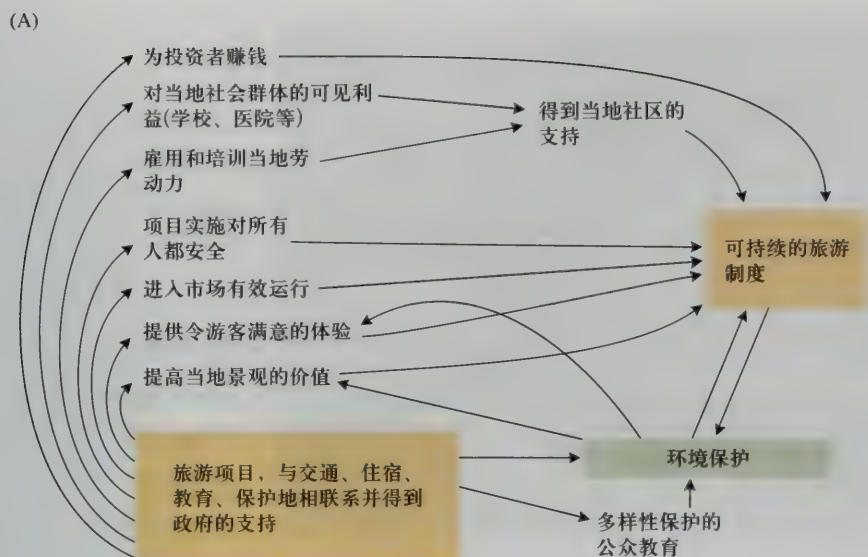 (A)
为投资者赚钱
对当地社会群体的可见利
益(学校、医院等)
得到当地社区的
支持
雇用和培训当地劳
动力
项目实施对所有
人都安全
可持续的旅游
制度
进入市场有效运行
提供令游客满意的体验
提高当地景观的价值
旅游项目，与交通、住宿、
教育、保护地相联系并得到
政府的支持
环境保护
多样性保护的
公众教育